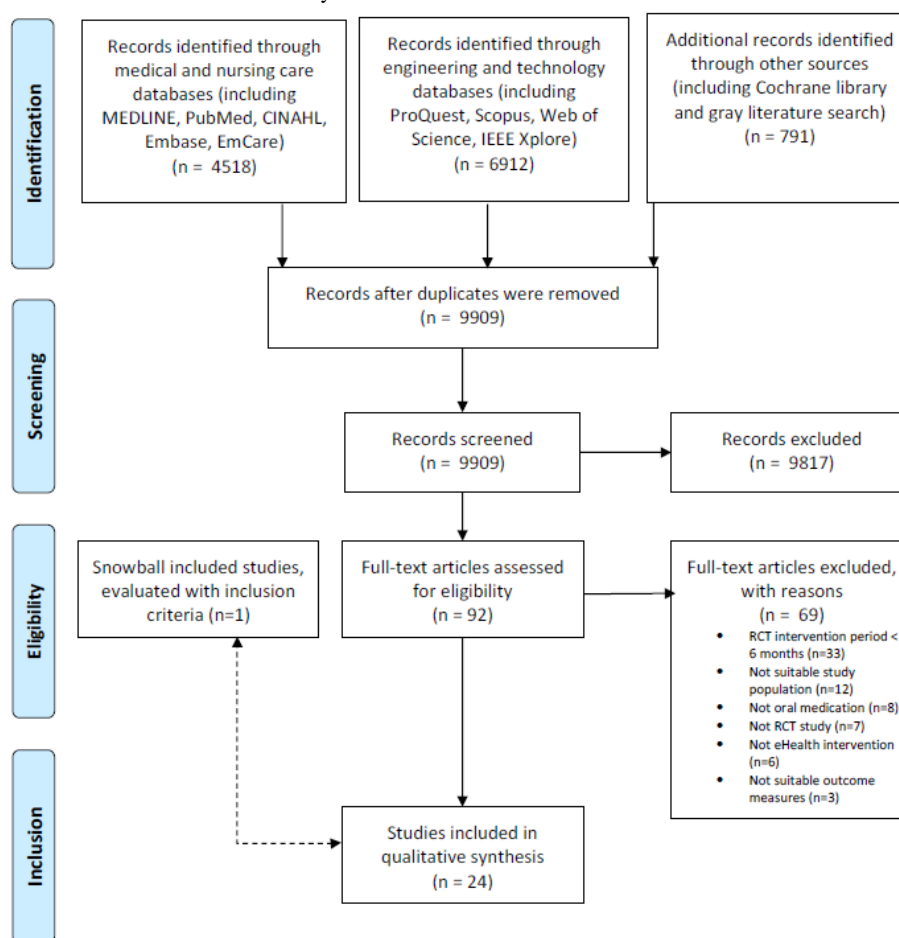 Identification
Records identified through
medical and nursing care
databases (including
MEDLINE, PubMed, CINAHL,
Embase, EmCare)
(n = 4518)
Records identified through
engineering and technology
databases (including
ProQuest, Scopus, Web of
Science, IEEE Xplore)
(n = 6912)
Additional records identified
through other sources
(including Cochrane library
and gray literature search)
(n = 791)
Records after duplicates were removed
(n = 9909)
Screening
Records screened
(n = 9909)
Records excluded
(n = 9817)
Eligibility
Snowball included studies,
evaluated with inclusion
criteria (n=1)
Full-text articles assessed
for eligibility
(n = 92)
Full-text articles excluded,
with reasons
(n = 69)
• RCT intervention period <
6 months (n=33)
• Not suitable study
population (n=12)
• Not oral medication (n=8)
• Not RCT study (n=7)
• Not eHealth intervention
(n=6)
• Not suitable outcome
measures (n=3)
Inclusion
Studies included in
qualitative synthesis
(n = 24)